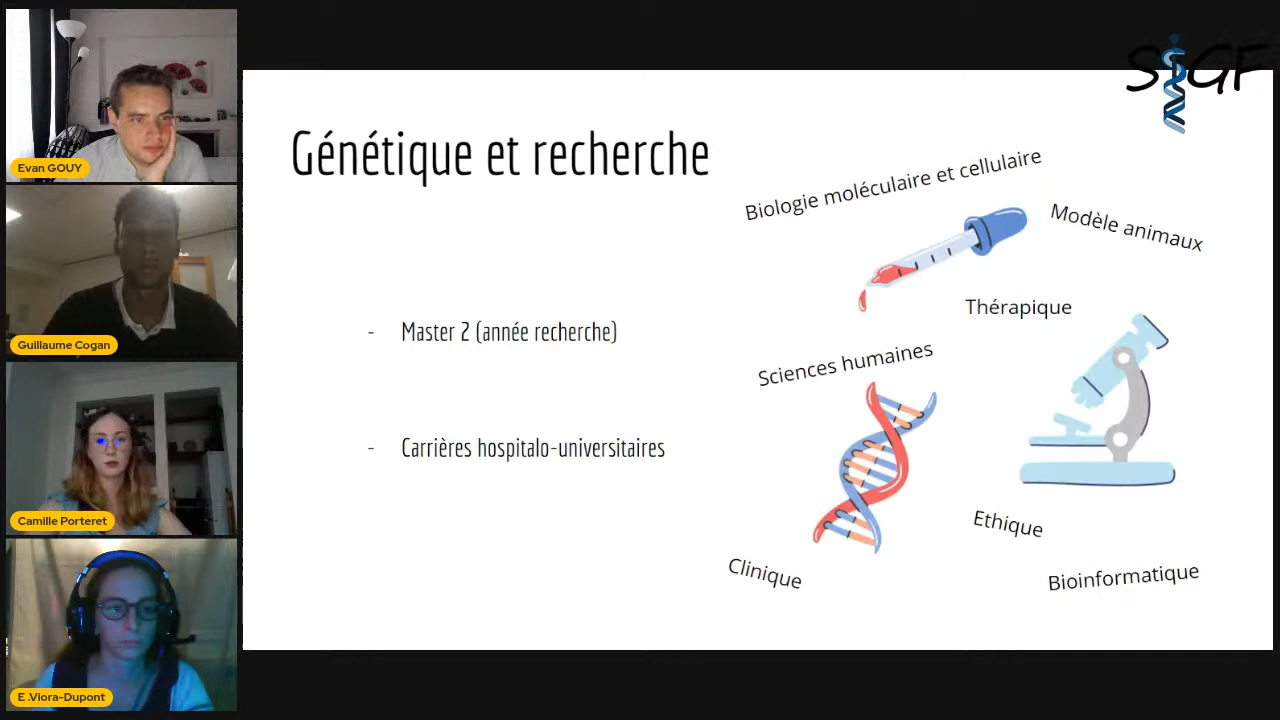 Evan GOUY
Guillaume Cogan
Camille Porteret
E .Viora-Dupont
SIGF
Génétique et recherche
- Master 2 (année recherche)
- Carrières hospitalo-universitaires
Biologie moléculaire et cellulaire
Modèle animaux
Thérapique
Sciences humaines
Ethique
Clinique
Bioinformatique